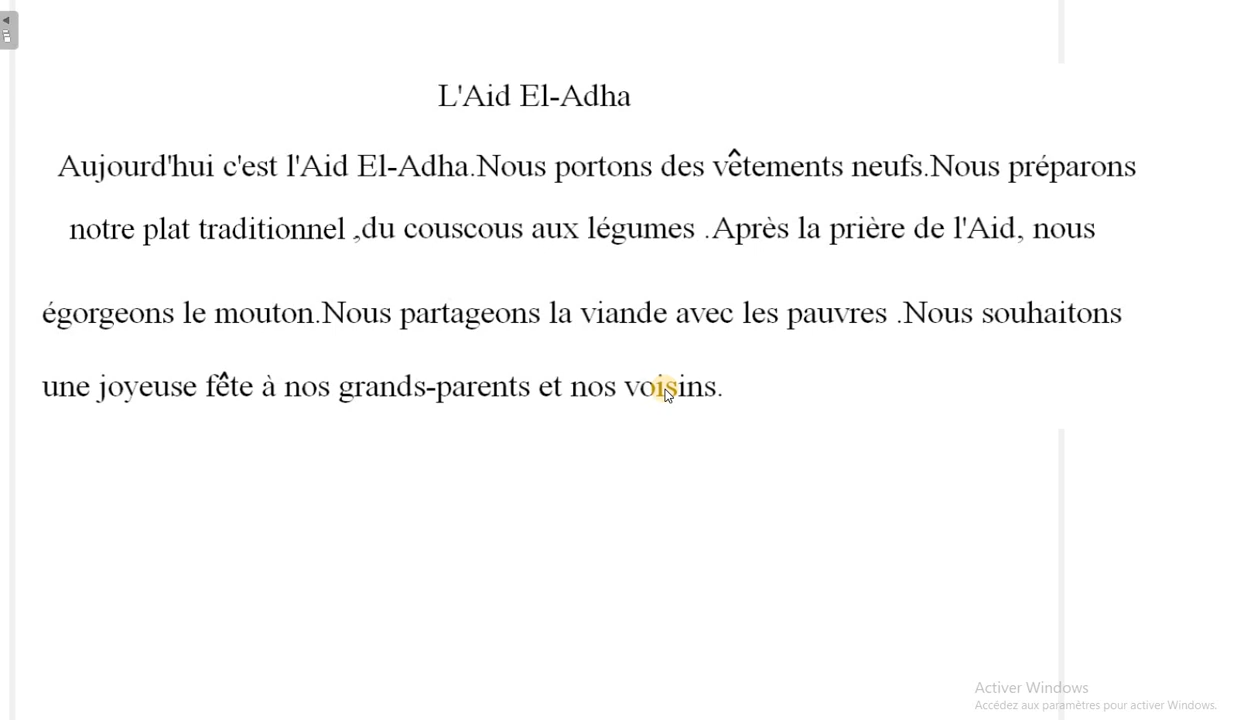 L'Aid El-Adha
Aujourd'hui c'est l'Aid El-Adha.Nous portons des vêtements neufs.Nous préparons
notre plat traditionnel ,du couscous aux légumes .Après la prière de l'Aid, nous
égorgeons le mouton.Nous partageons la viande avec les pauvres .Nous souhaitons
une joyeuse fête à nos grands-parents et nos voisins.
Activer Windows
Accédez aux paramètres pour activer Windows.